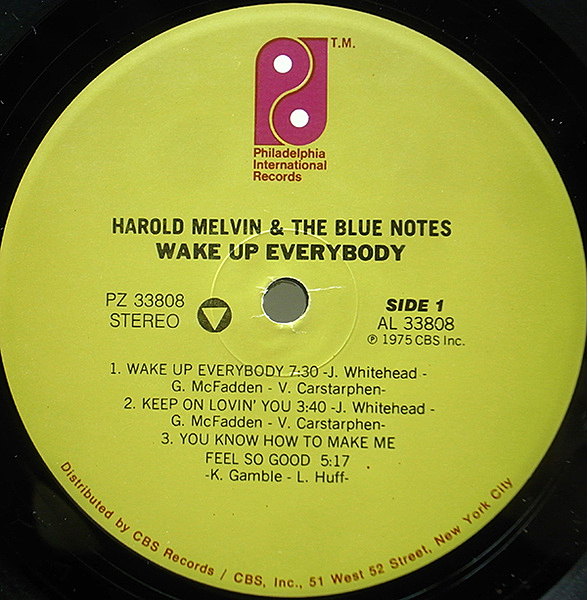 T.M.
Philadelphia
International
Records
HAROLD MELVIN & THE BLUE NOTES
WAKE UP EVERYBODY
PZ 33808
STEREO
SIDE 1
AL 33808
℗ 1975 CBS Inc.
1. WAKE UP EVERYBODY 7:30 -J. Whitehead -
G. McFadden - V. Carstarphen-
2. KEEP ON LOVIN' YOU 3:40 -J. Whitehead -
G. McFadden - V. Carstarphen-
3. YOU KNOW HOW TO MAKE ME
FEEL SO GOOD 5:17
-K. Gamble - L. Huff-
Distributed by CBS Records / CBS, Inc., 51 West 52 Street, New York City